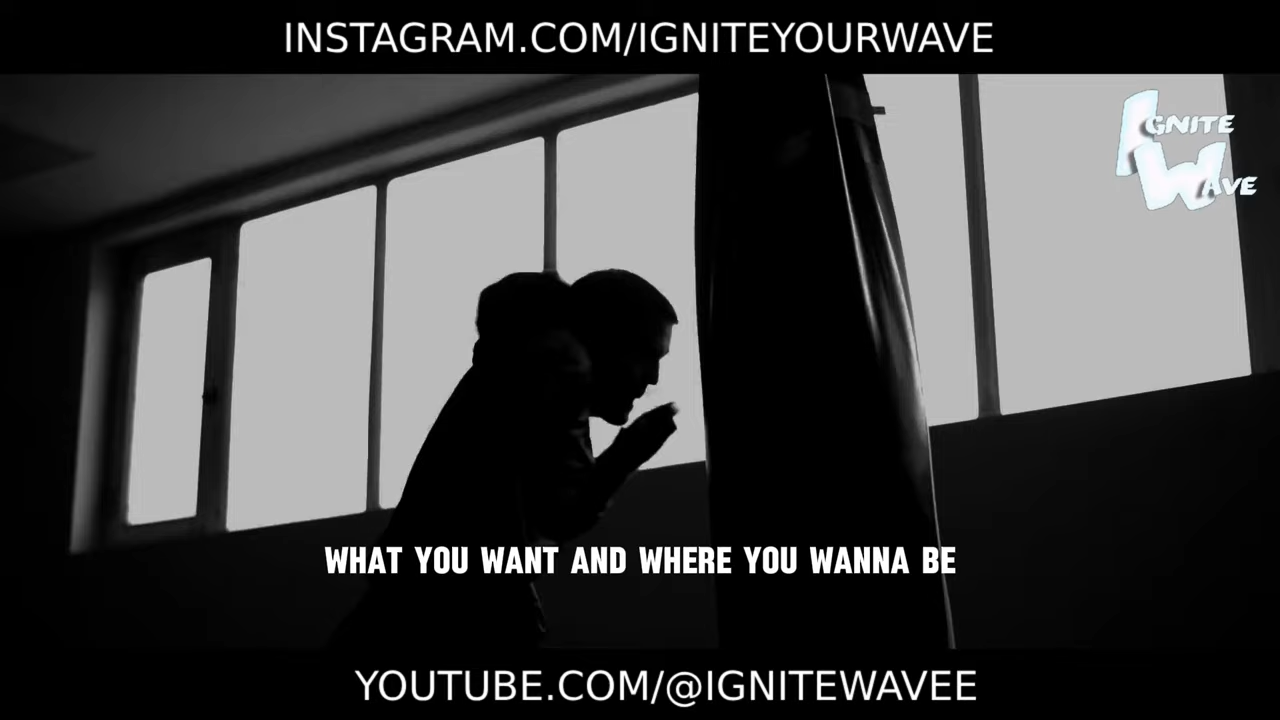 INSTAGRAM.COM/IGNITEYOURWAVE
IGNITE
WAVE
WHAT YOU WANT AND WHERE YOU WANNA BE
YOUTUBE.COM/@IGNITEWAVEE